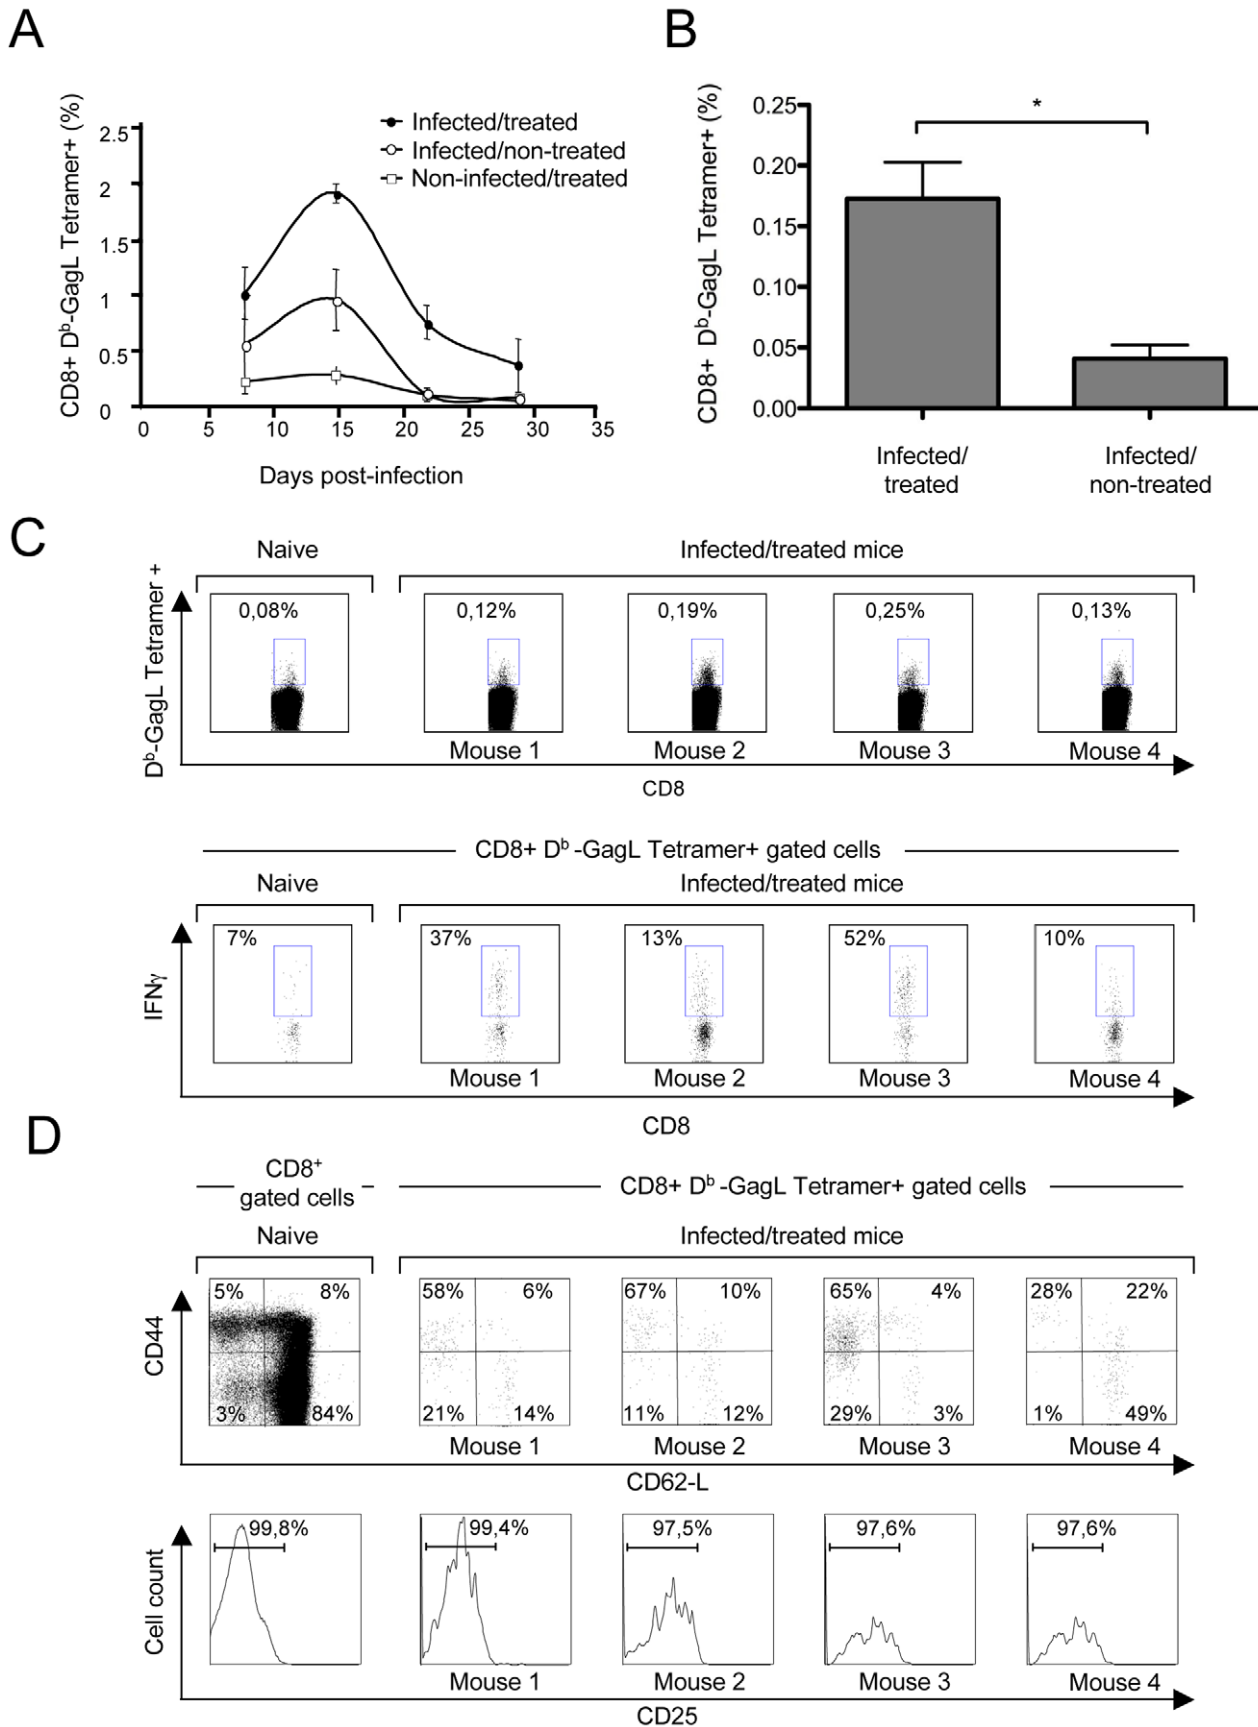 A
CD8+ Dᵇ-GagL Tetramer+ (%)
2.5
2
1.5
1
0.5
0
0 5 10 15 20 25 30 35
Days post-infection
Infected/treated
Infected/non-treated
Non-infected/treated
B
CD8+ Dᵇ-GagL Tetramer+ (%)
0.25
0.20
0.15
0.10
0.05
0.00
*
Infected/
treated
Infected/
non-treated
C
Naive Infected/treated mice
Dᵇ-GagL Tetramer +
0,08% 0,12% 0,19% 0,25% 0,13%
Mouse 1 Mouse 2 Mouse 3 Mouse 4
CD8
CD8+ Dᵇ -GagL Tetramer+ gated cells
Naive Infected/treated mice
IFNγ
7% 37% 13% 52% 10%
Mouse 1 Mouse 2 Mouse 3 Mouse 4
CD8
D
CD8⁺
gated cells
CD8+ Dᵇ -GagL Tetramer+ gated cells
Naive Infected/treated mice
CD44
5% 8% 58% 6% 67% 10% 65% 4% 28% 22%
3% 84% 21% 14% 11% 12% 29% 3% 1% 49%
Mouse 1 Mouse 2 Mouse 3 Mouse 4
CD62-L
Cell count
99,8% 99,4% 97,5% 97,6% 97,6%
Mouse 1 Mouse 2 Mouse 3 Mouse 4
CD25